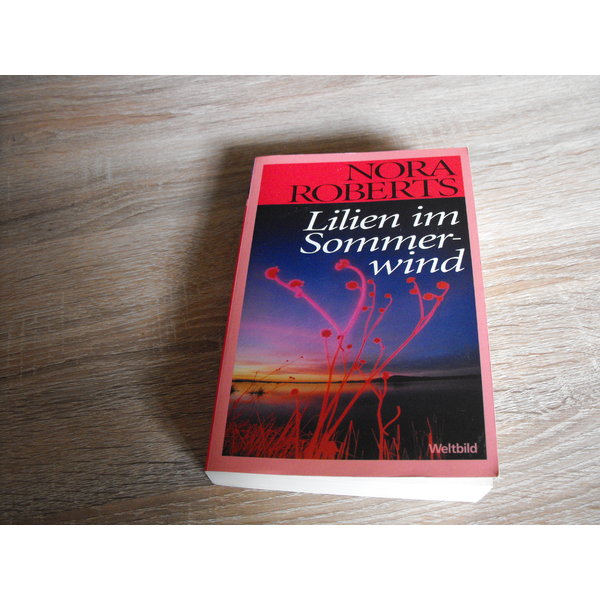 NORA
ROBERTS
Lilien im
Sommer-
wind
Weltbild